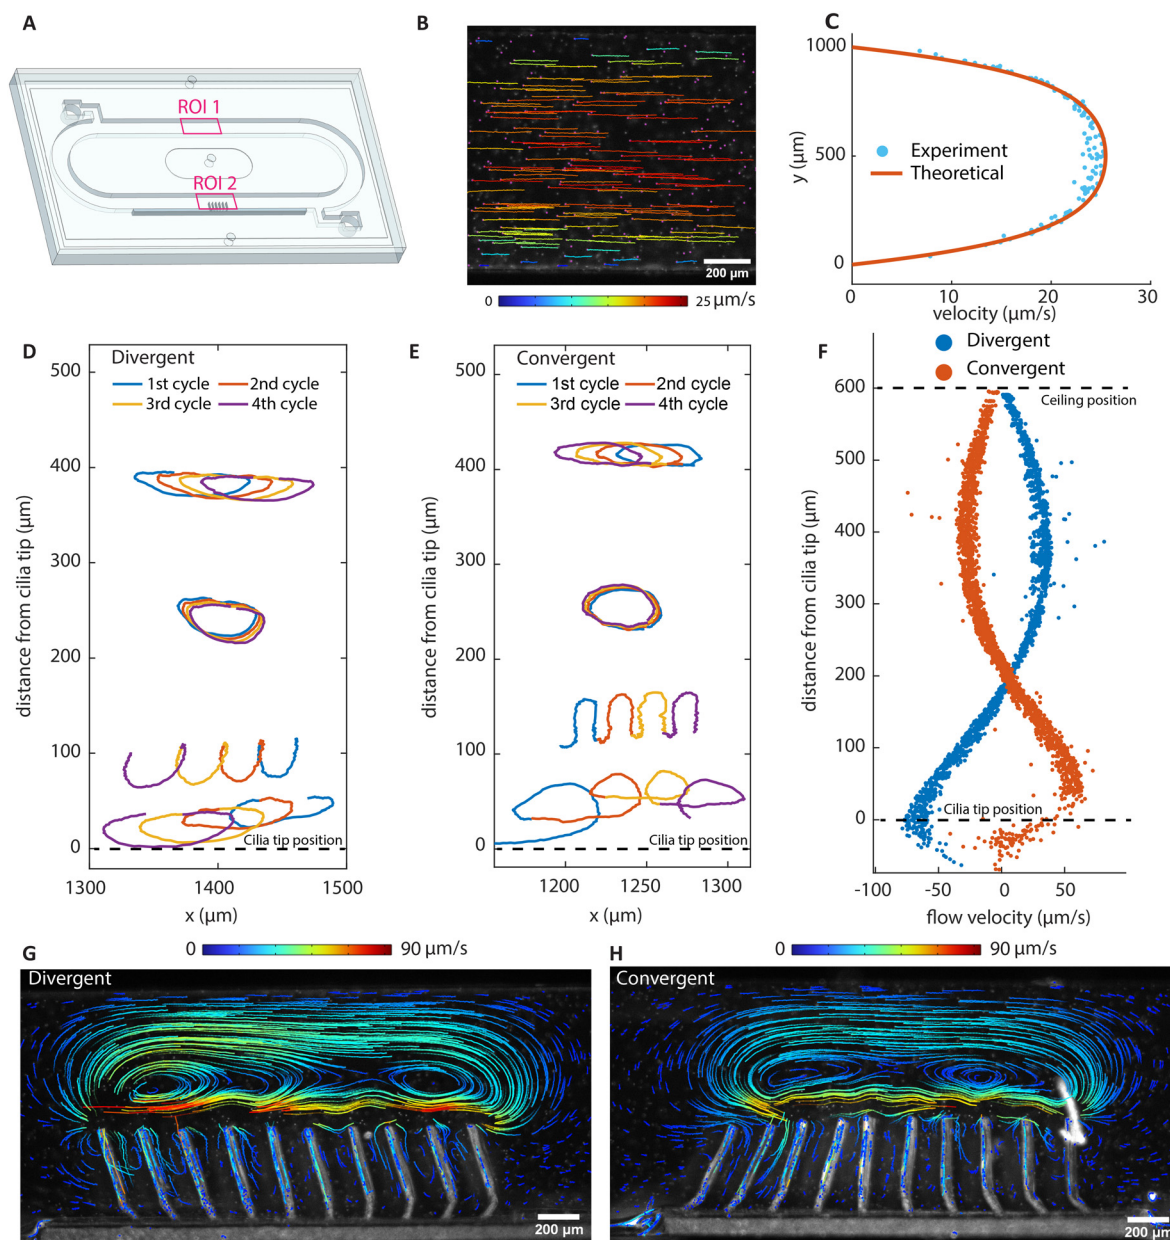 A
ROI 1
ROI 2
B
200 µm
0
25 µm/s
C
1000
500
0
y (µm)
Experiment
Theoretical
0
10
20
30
velocity (µm/s)
D
Divergent
1st cycle
2nd cycle
3rd cycle
4th cycle
500
400
300
200
100
0
distance from cilia tip (µm)
Cilia tip position
1300
1400
1500
x (µm)
E
Convergent
1st cycle
2nd cycle
3rd cycle
4th cycle
500
400
300
200
100
0
distance from cilia tip (µm)
Cilia tip position
1200
1250
1300
x (µm)
F
Divergent
Convergent
600
500
400
300
200
100
0
distance from cilia tip (µm)
Ceiling position
Cilia tip position
-100
-50
0
50
flow velocity (µm/s)
G
0
90 µm/s
Divergent
200 µm
H
0
90 µm/s
Convergent
200 µm